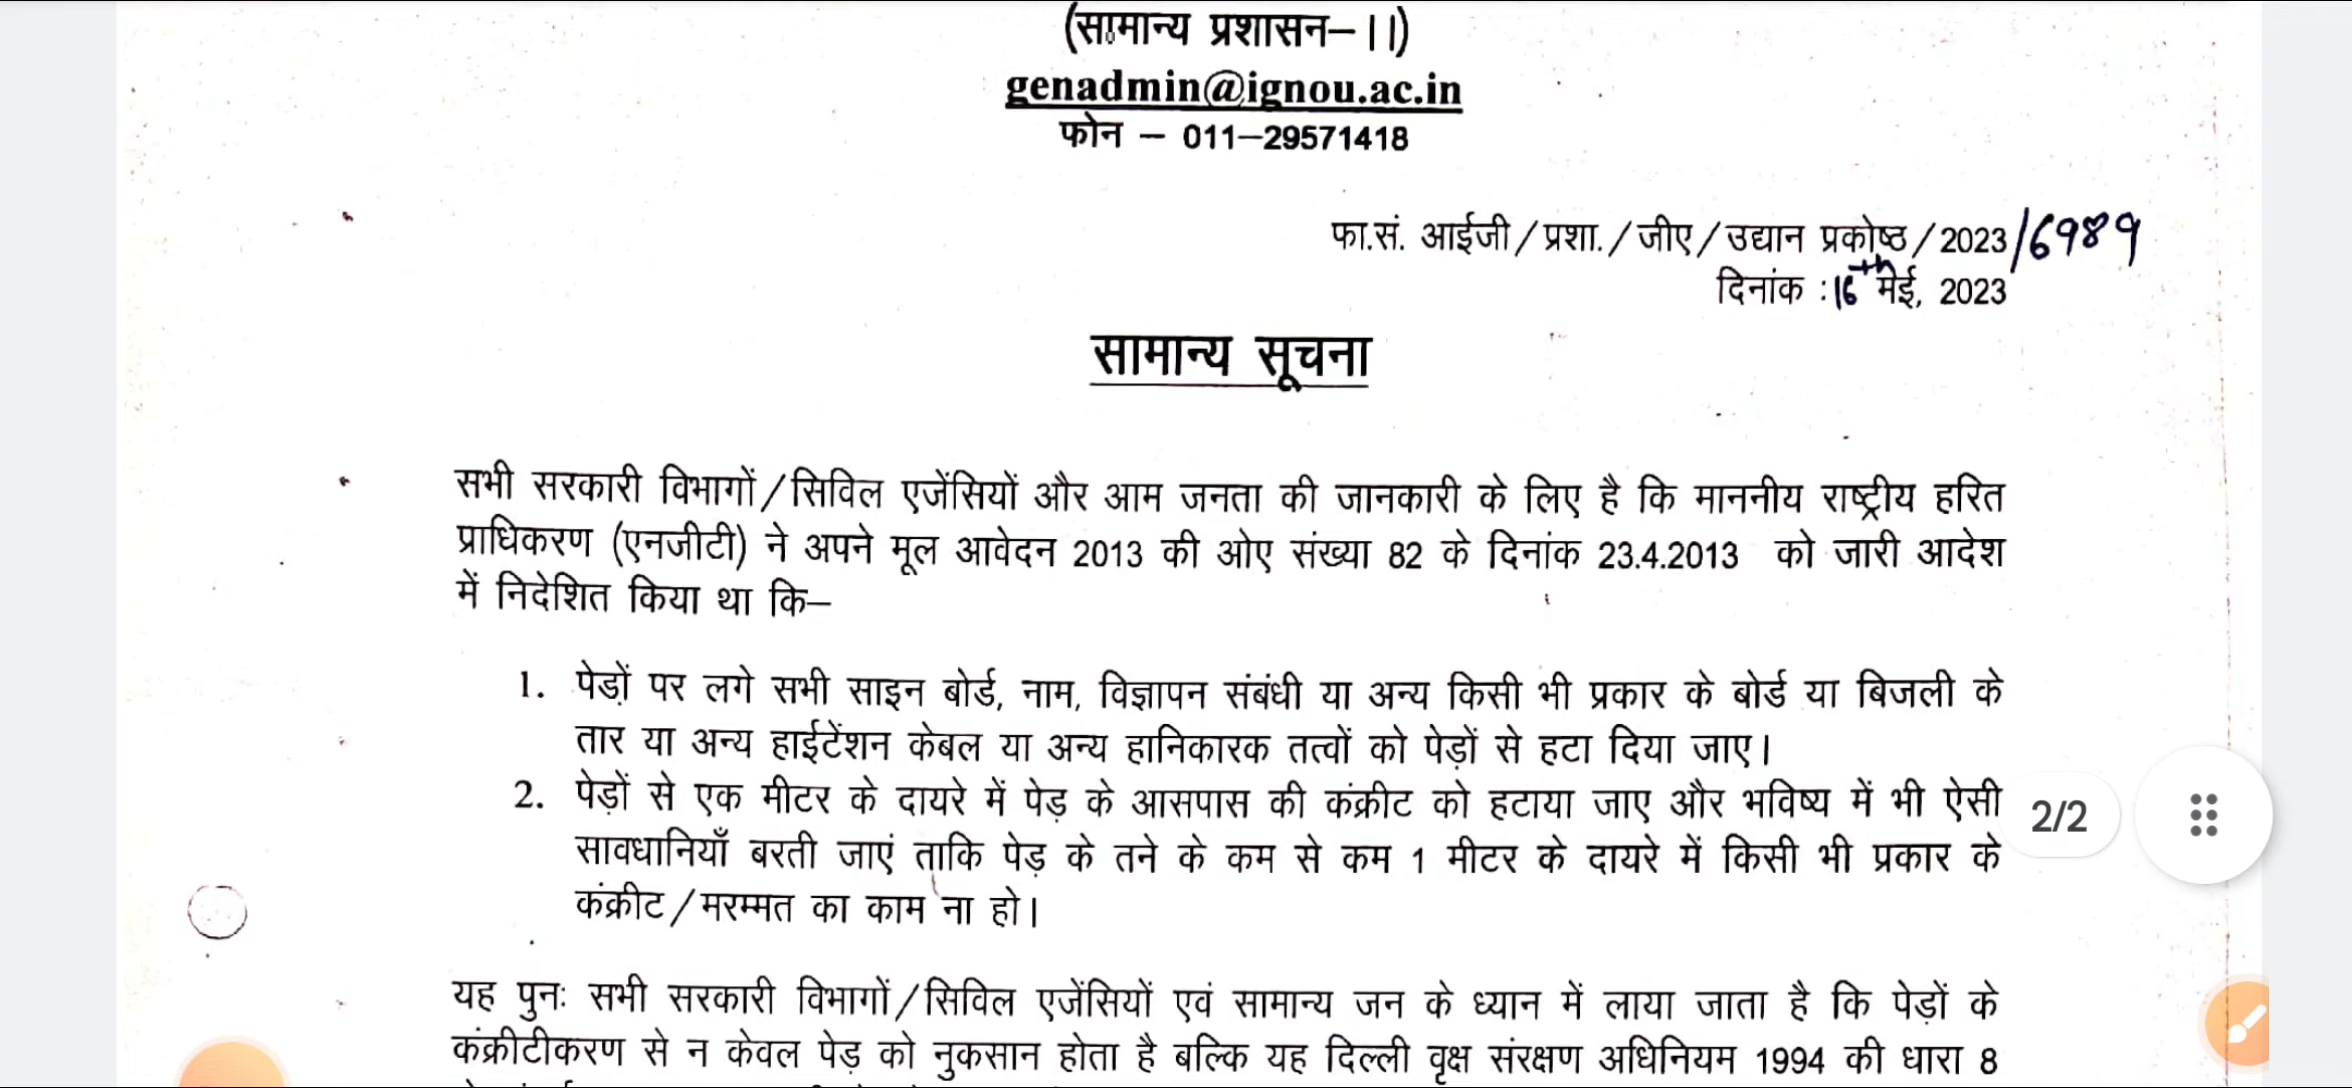 (सामान्य प्रशासन–।।)
genadmin@ignou.ac.in
फोन – 011–29571418
फा.सं. आईजी/प्रशा./जीए/उद्यान प्रकोष्ठ/2023/6989
दिनांक :16th मई, 2023
सामान्य सूचना
सभी सरकारी विभागों/सिविल एजेंसियों और आम जनता की जानकारी के लिए है कि माननीय राष्ट्रीय हरित
प्राधिकरण (एनजीटी) ने अपने मूल आवेदन 2013 की ओए संख्या 82 के दिनांक 23.4.2013 को जारी आदेश
में निदेशित किया था कि–
1. पेड़ों पर लगे सभी साइन बोर्ड, नाम, विज्ञापन संबंधी या अन्य किसी भी प्रकार के बोर्ड या बिजली के
तार या अन्य हाईटेंशन केबल या अन्य हानिकारक तत्वों को पेड़ों से हटा दिया जाए।
2. पेड़ों से एक मीटर के दायरे में पेड़ के आसपास की कंक्रीट को हटाया जाए और भविष्य में भी ऐसी
सावधानियाँ बरती जाएं ताकि पेड़ के तने के कम से कम 1 मीटर के दायरे में किसी भी प्रकार के
कंक्रीट/मरम्मत का काम ना हो।
2/2
यह पुनः सभी सरकारी विभागों/सिविल एजेंसियों एवं सामान्य जन के ध्यान में लाया जाता है कि पेड़ों के
कंक्रीटीकरण से न केवल पेड़ को नुकसान होता है बल्कि यह दिल्ली वृक्ष संरक्षण अधिनियम 1994 की धारा 8